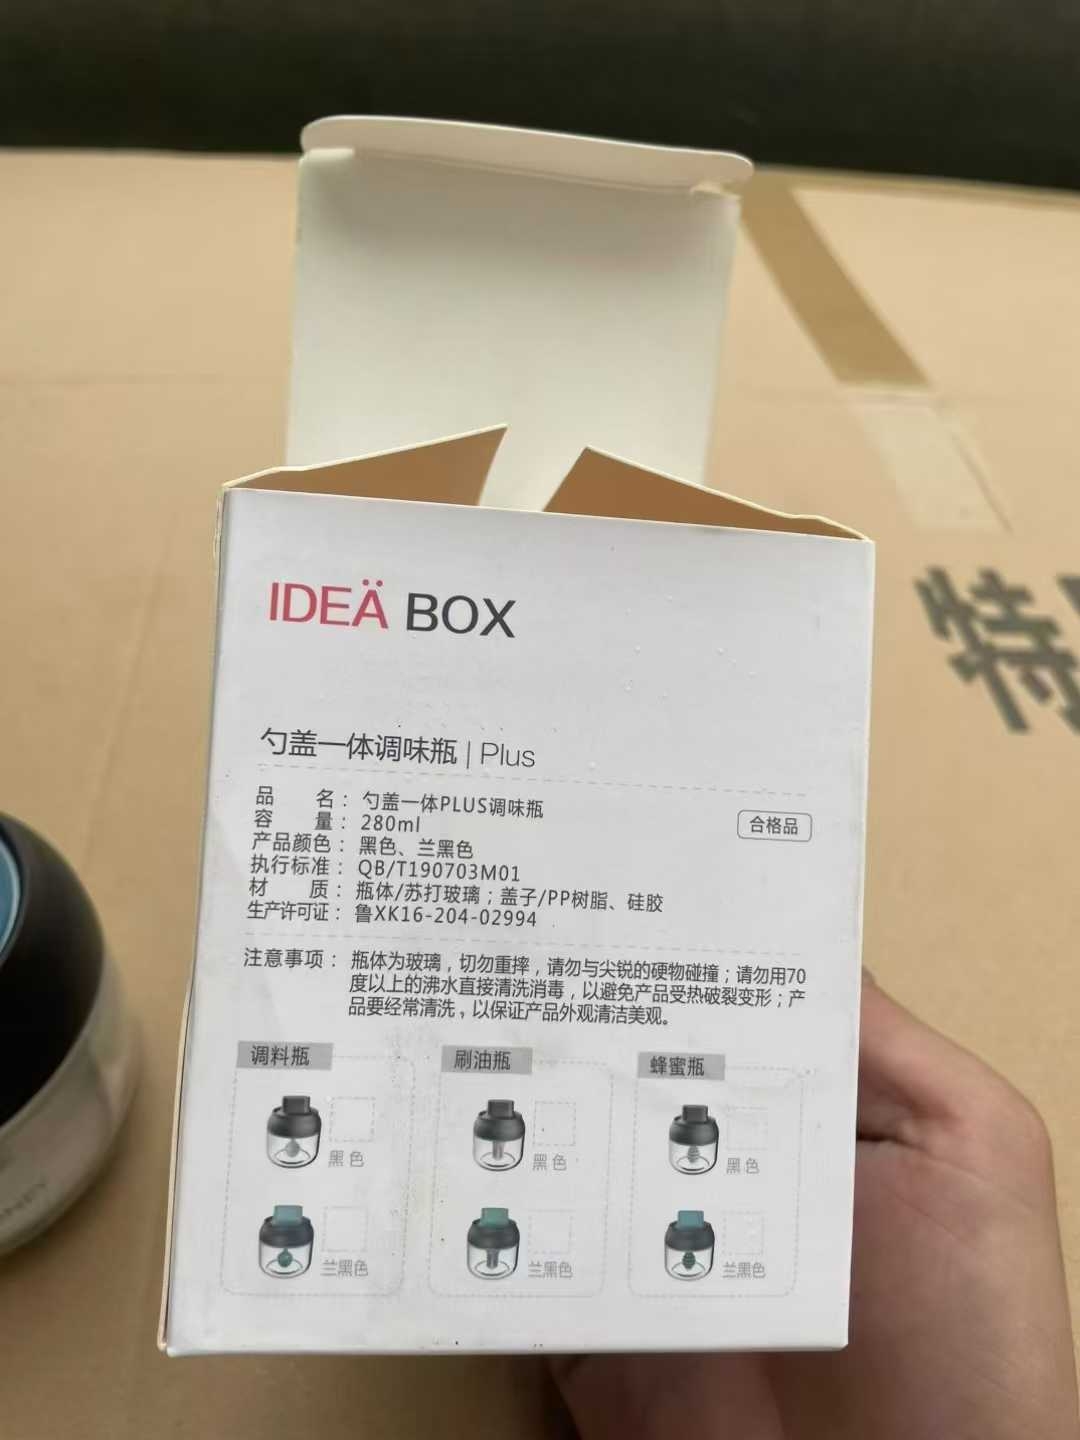 IDEÄ BOX
勺盖一体调味瓶 | Plus
品 名： 勺盖一体PLUS调味瓶
容 量： 280ml
合格品
产品颜色： 黑色、兰黑色
执行标准： QB/T190703M01
材 质： 瓶体/苏打玻璃；盖子/PP树脂、硅胶
生产许可证： 鲁XK16-204-02994
注意事项： 瓶体为玻璃，切勿重摔，请勿与尖锐的硬物碰撞；请勿用70
度以上的沸水直接清洗消毒，以避免产品受热破裂变形；产
品要经常清洗，以保证产品外观清洁美观。
调料瓶 刷油瓶 蜂蜜瓶
黑色 黑色 黑色
兰黑色 兰黑色 兰黑色
特